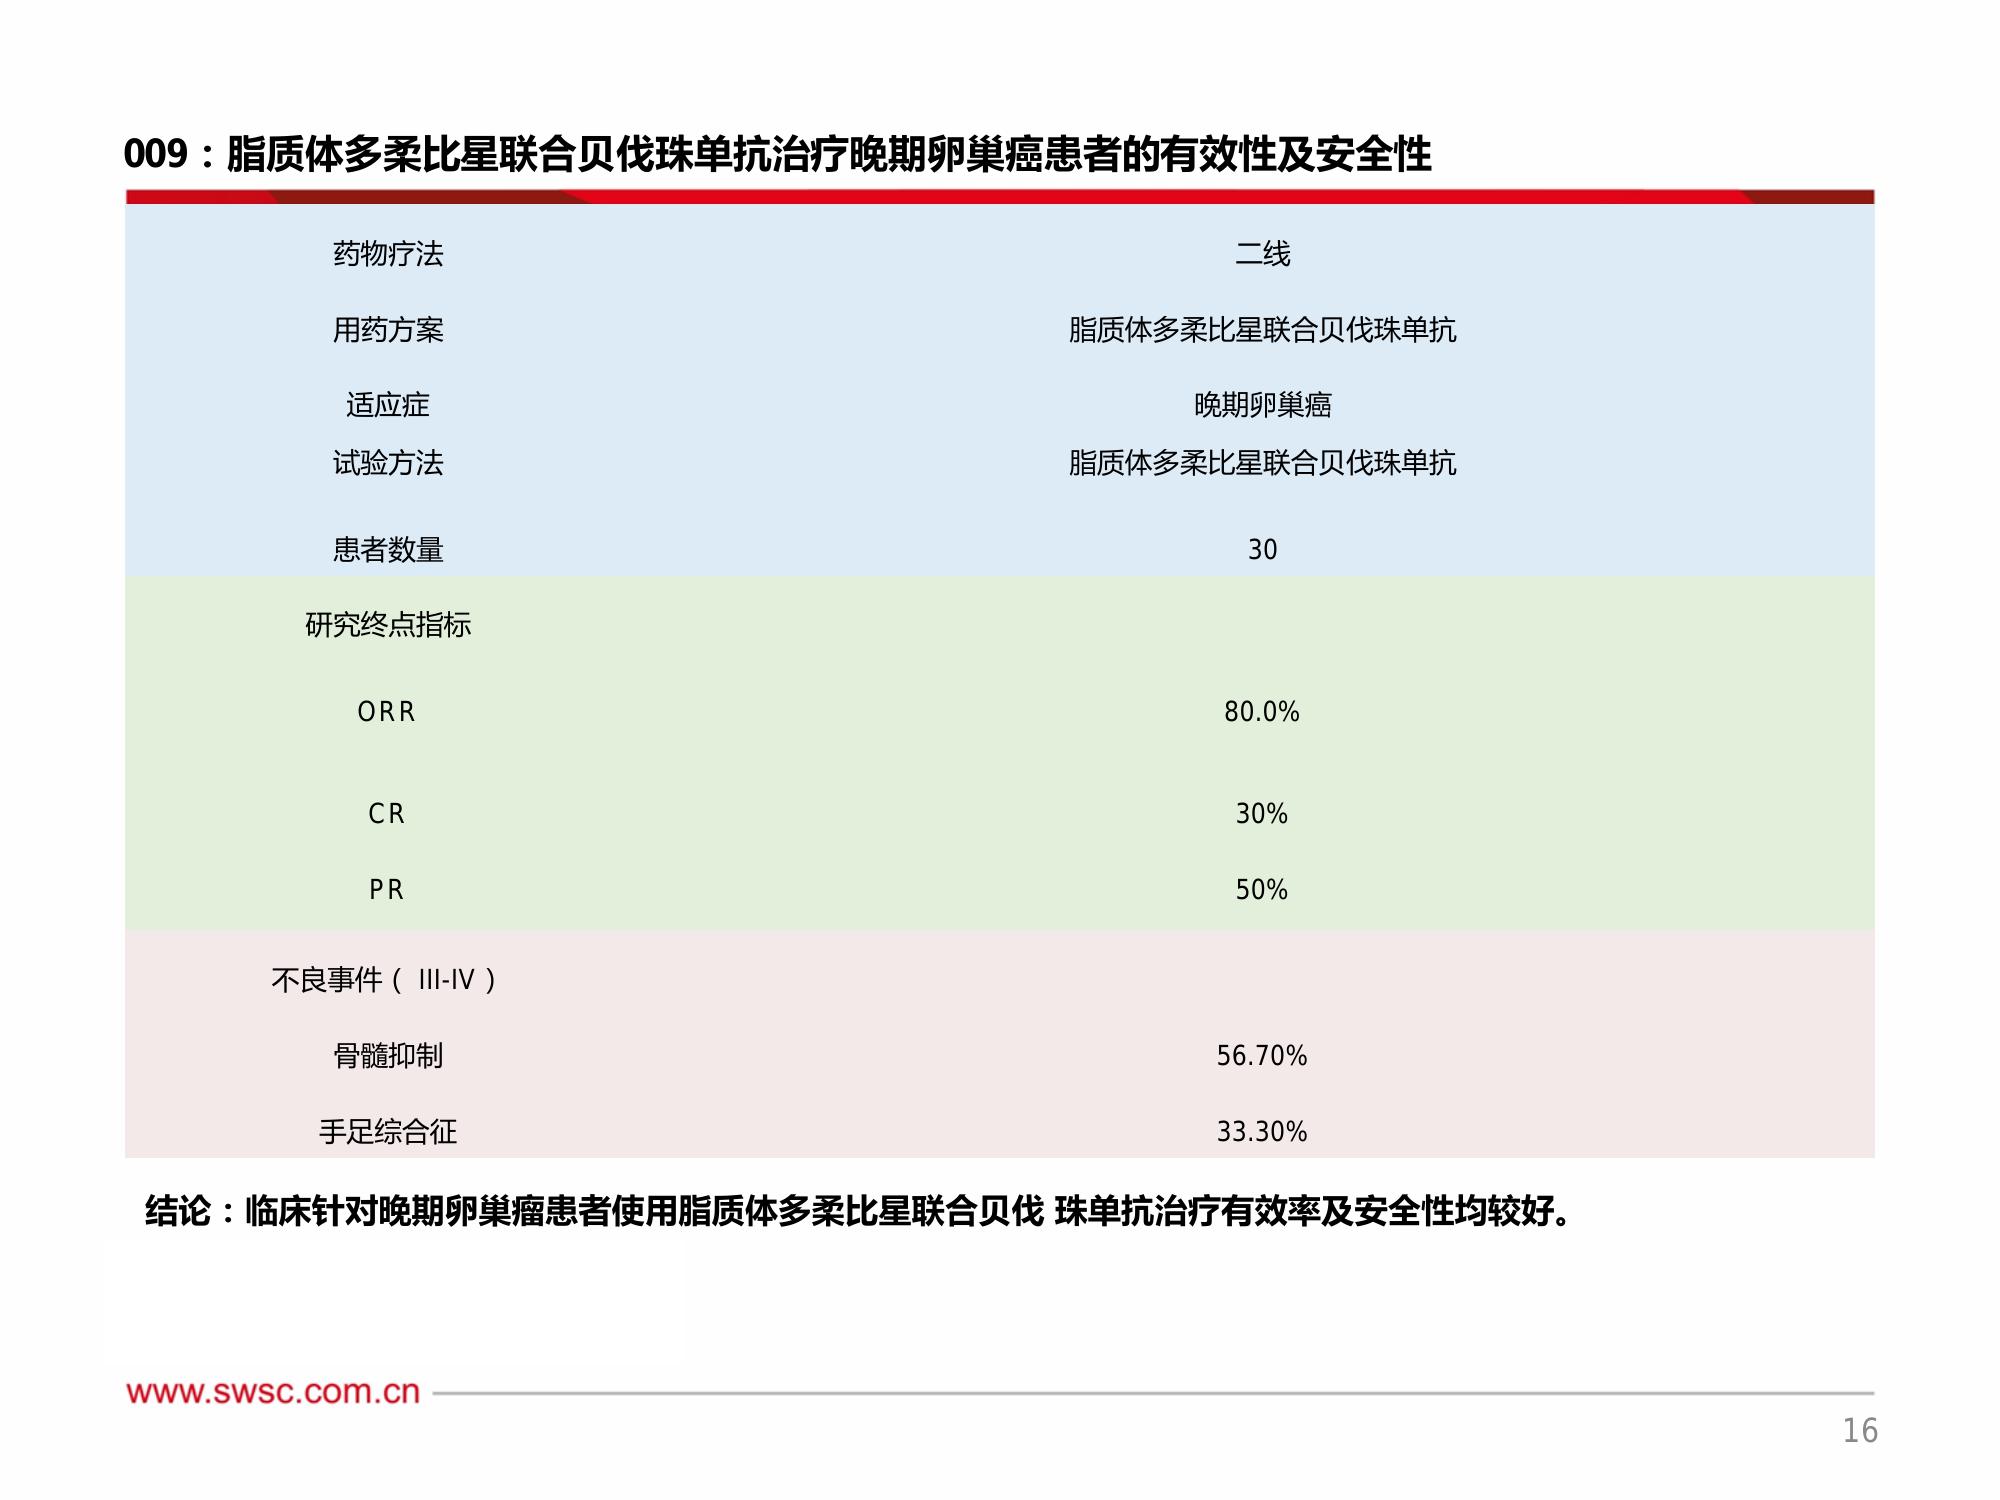 009：脂质体多柔比星联合贝伐珠单抗治疗晚期卵巢癌患者的有效性及安全性
药物疗法 二线
用药方案 脂质体多柔比星联合贝伐珠单抗
适应症 晚期卵巢癌
试验方法 脂质体多柔比星联合贝伐珠单抗
患者数量 30
研究终点指标
ORR 80.0%
CR 30%
PR 50%
不良事件（ III-IV ）
骨髓抑制 56.70%
手足综合征 33.30%
结论：临床针对晚期卵巢瘤患者使用脂质体多柔比星联合贝伐 珠单抗治疗有效率及安全性均较好。
www.swsc.com.cn
16